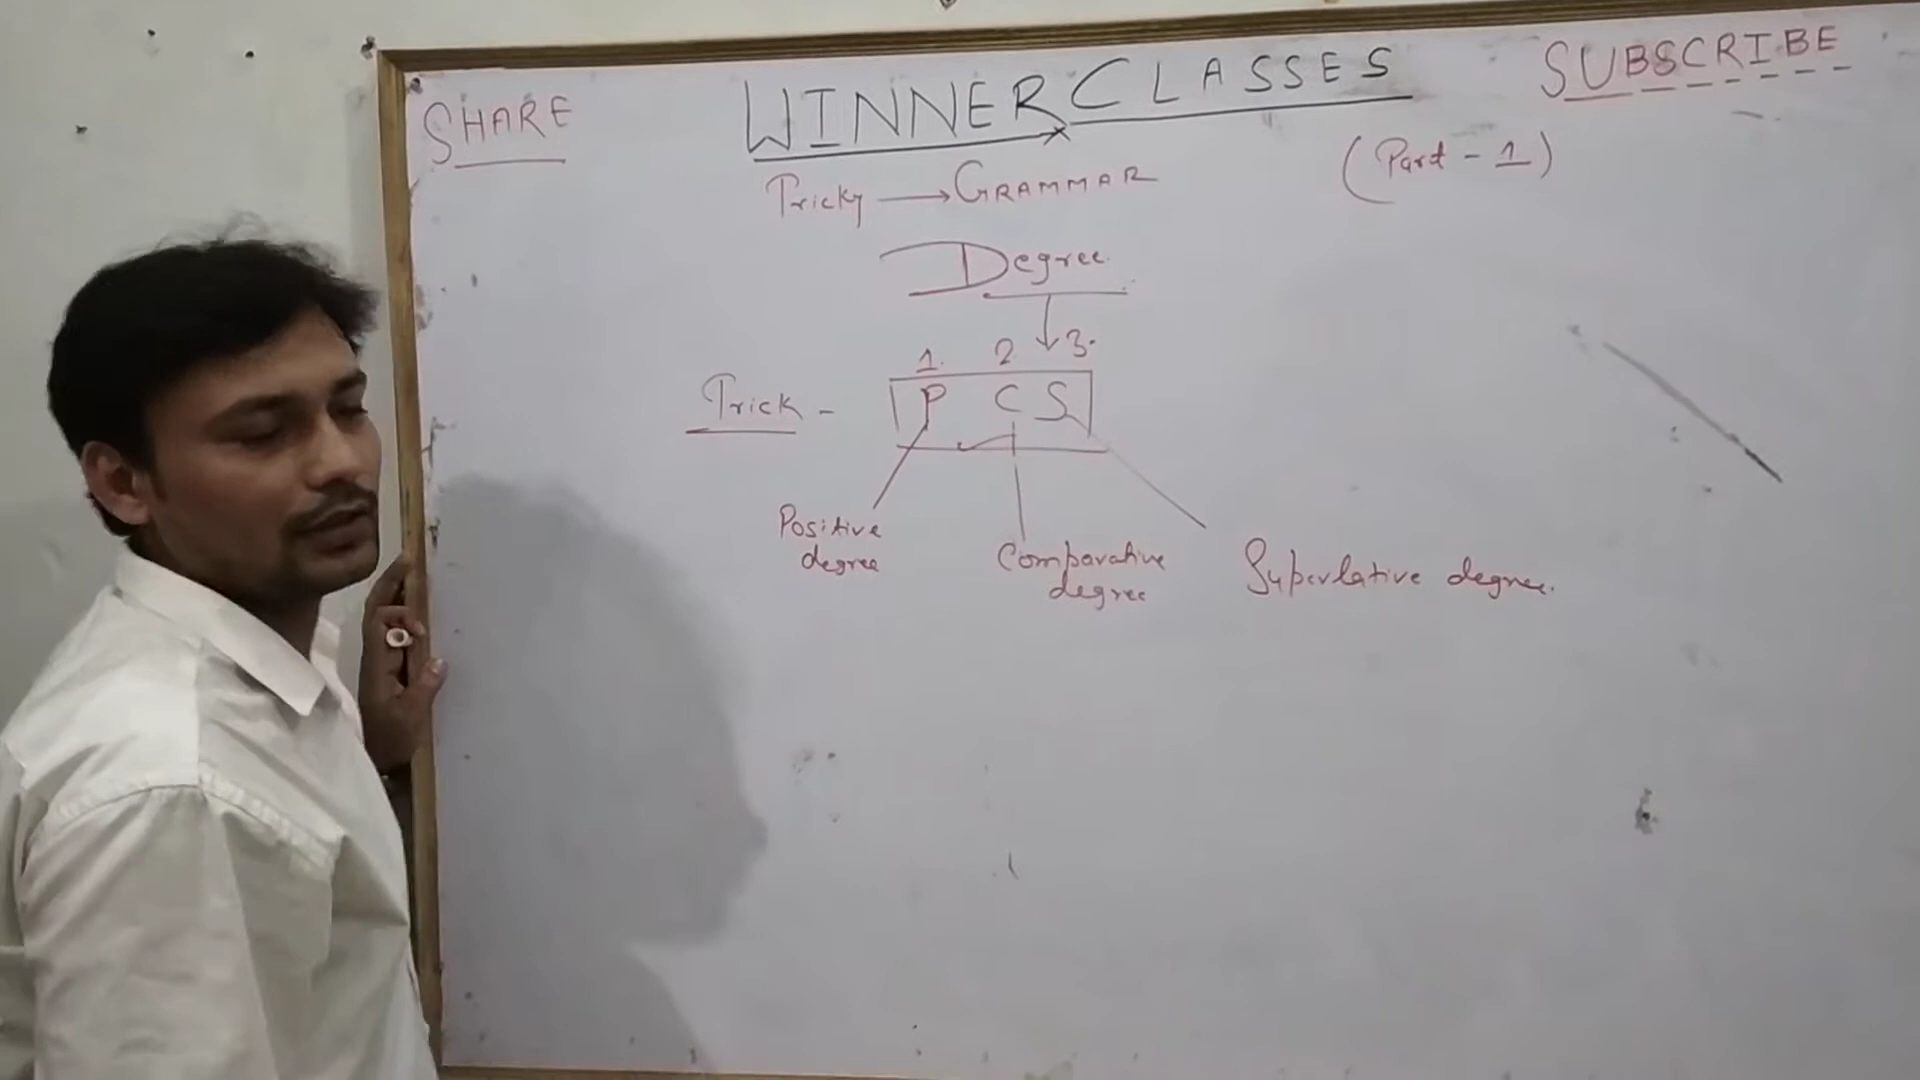 SHARE
WINNER CLASSES
SUBSCRIBE
(Part - 1)
Tricky → GRAMMAR
Degree
1. 2 3.
Trick - P C S
Positive
degree
Comparative
degree
Superlative degree.